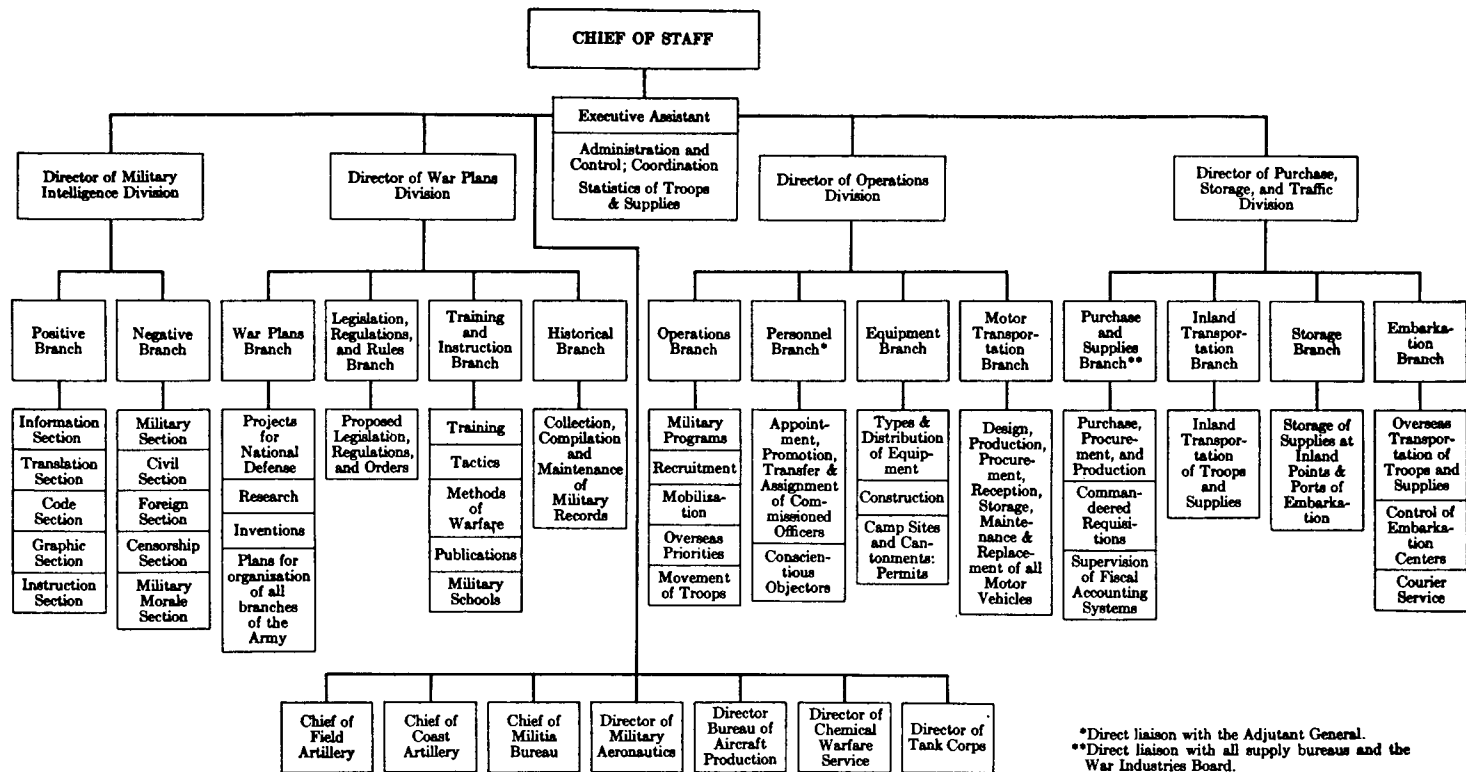 CHIEF OF STAFF
Executive Assistant
Administration and
Control; Coordination
Statistics of Troops
& Supplies
Director of Military
Intelligence Division
Director of War Plans
Division
Director of Operations
Division
Director of Purchase,
Storage, and Traffic
Division
Positive
Branch
Negative
Branch
War Plans
Branch
Legislation,
Regulations,
and Rules
Branch
Training
and
Instruction
Branch
Historical
Branch
Operations
Branch
Personnel
Branch*
Equipment
Branch
Motor
Transpor-
tation
Branch
Purchase
and
Supplies
Branch**
Inland
Transpor-
tation
Branch
Storage
Branch
Embarka-
tion
Branch
Information
Section
Translation
Section
Code
Section
Graphic
Section
Instruction
Section
Military
Section
Civil
Section
Foreign
Section
Censorship
Section
Military
Morale
Section
Projects
for
National
Defense
Research
Inventions
Plans for
organization
of all
branches
of the
Army
Proposed
Legislation,
Regulations,
and Orders
Training
Tactics
Methods
of
Warfare
Publications
Military
Schools
Collection,
Compilation
and
Maintenance
of
Military
Records
Military
Programs
Recruitment
Mobiliza-
tion
Overseas
Priorities
Movement
of Troops
Appoint-
ment,
Promotion,
Transfer &
Assignment
of Com-
missioned
Officers
Conscien-
tious
Objectors
Types &
Distribution
of Equip-
ment
Construction
Camp Sites
and Can-
tonments:
Permits
Design,
Production,
Procure-
ment,
Reception,
Storage,
Mainte-
nance &
Replace-
ment of all
Motor
Vehicles
Purchase,
Procure-
ment, and
Production
Comman-
deered
Requisi-
tions
Supervision
of Fiscal
Accounting
Systems
Inland
Transpor-
tation
of Troops
and
Supplies
Storage of
Supplies at
Inland
Points &
Ports of
Embarka-
tion
Overseas
Transpor-
tation of
Troops and
Supplies
Control of
Embarka-
tion
Centers
Courier
Service
Chief of
Field
Artillery
Chief of
Coast
Artillery
Chief of
Militia
Bureau
Director of
Military
Aeronautics
Director
Bureau of
Aircraft
Production
Director of
Chemical
Warfare
Service
Director of
Tank Corps
*Direct liaison with the Adjutant General.
**Direct liaison with all supply bureaus and the
War Industries Board.